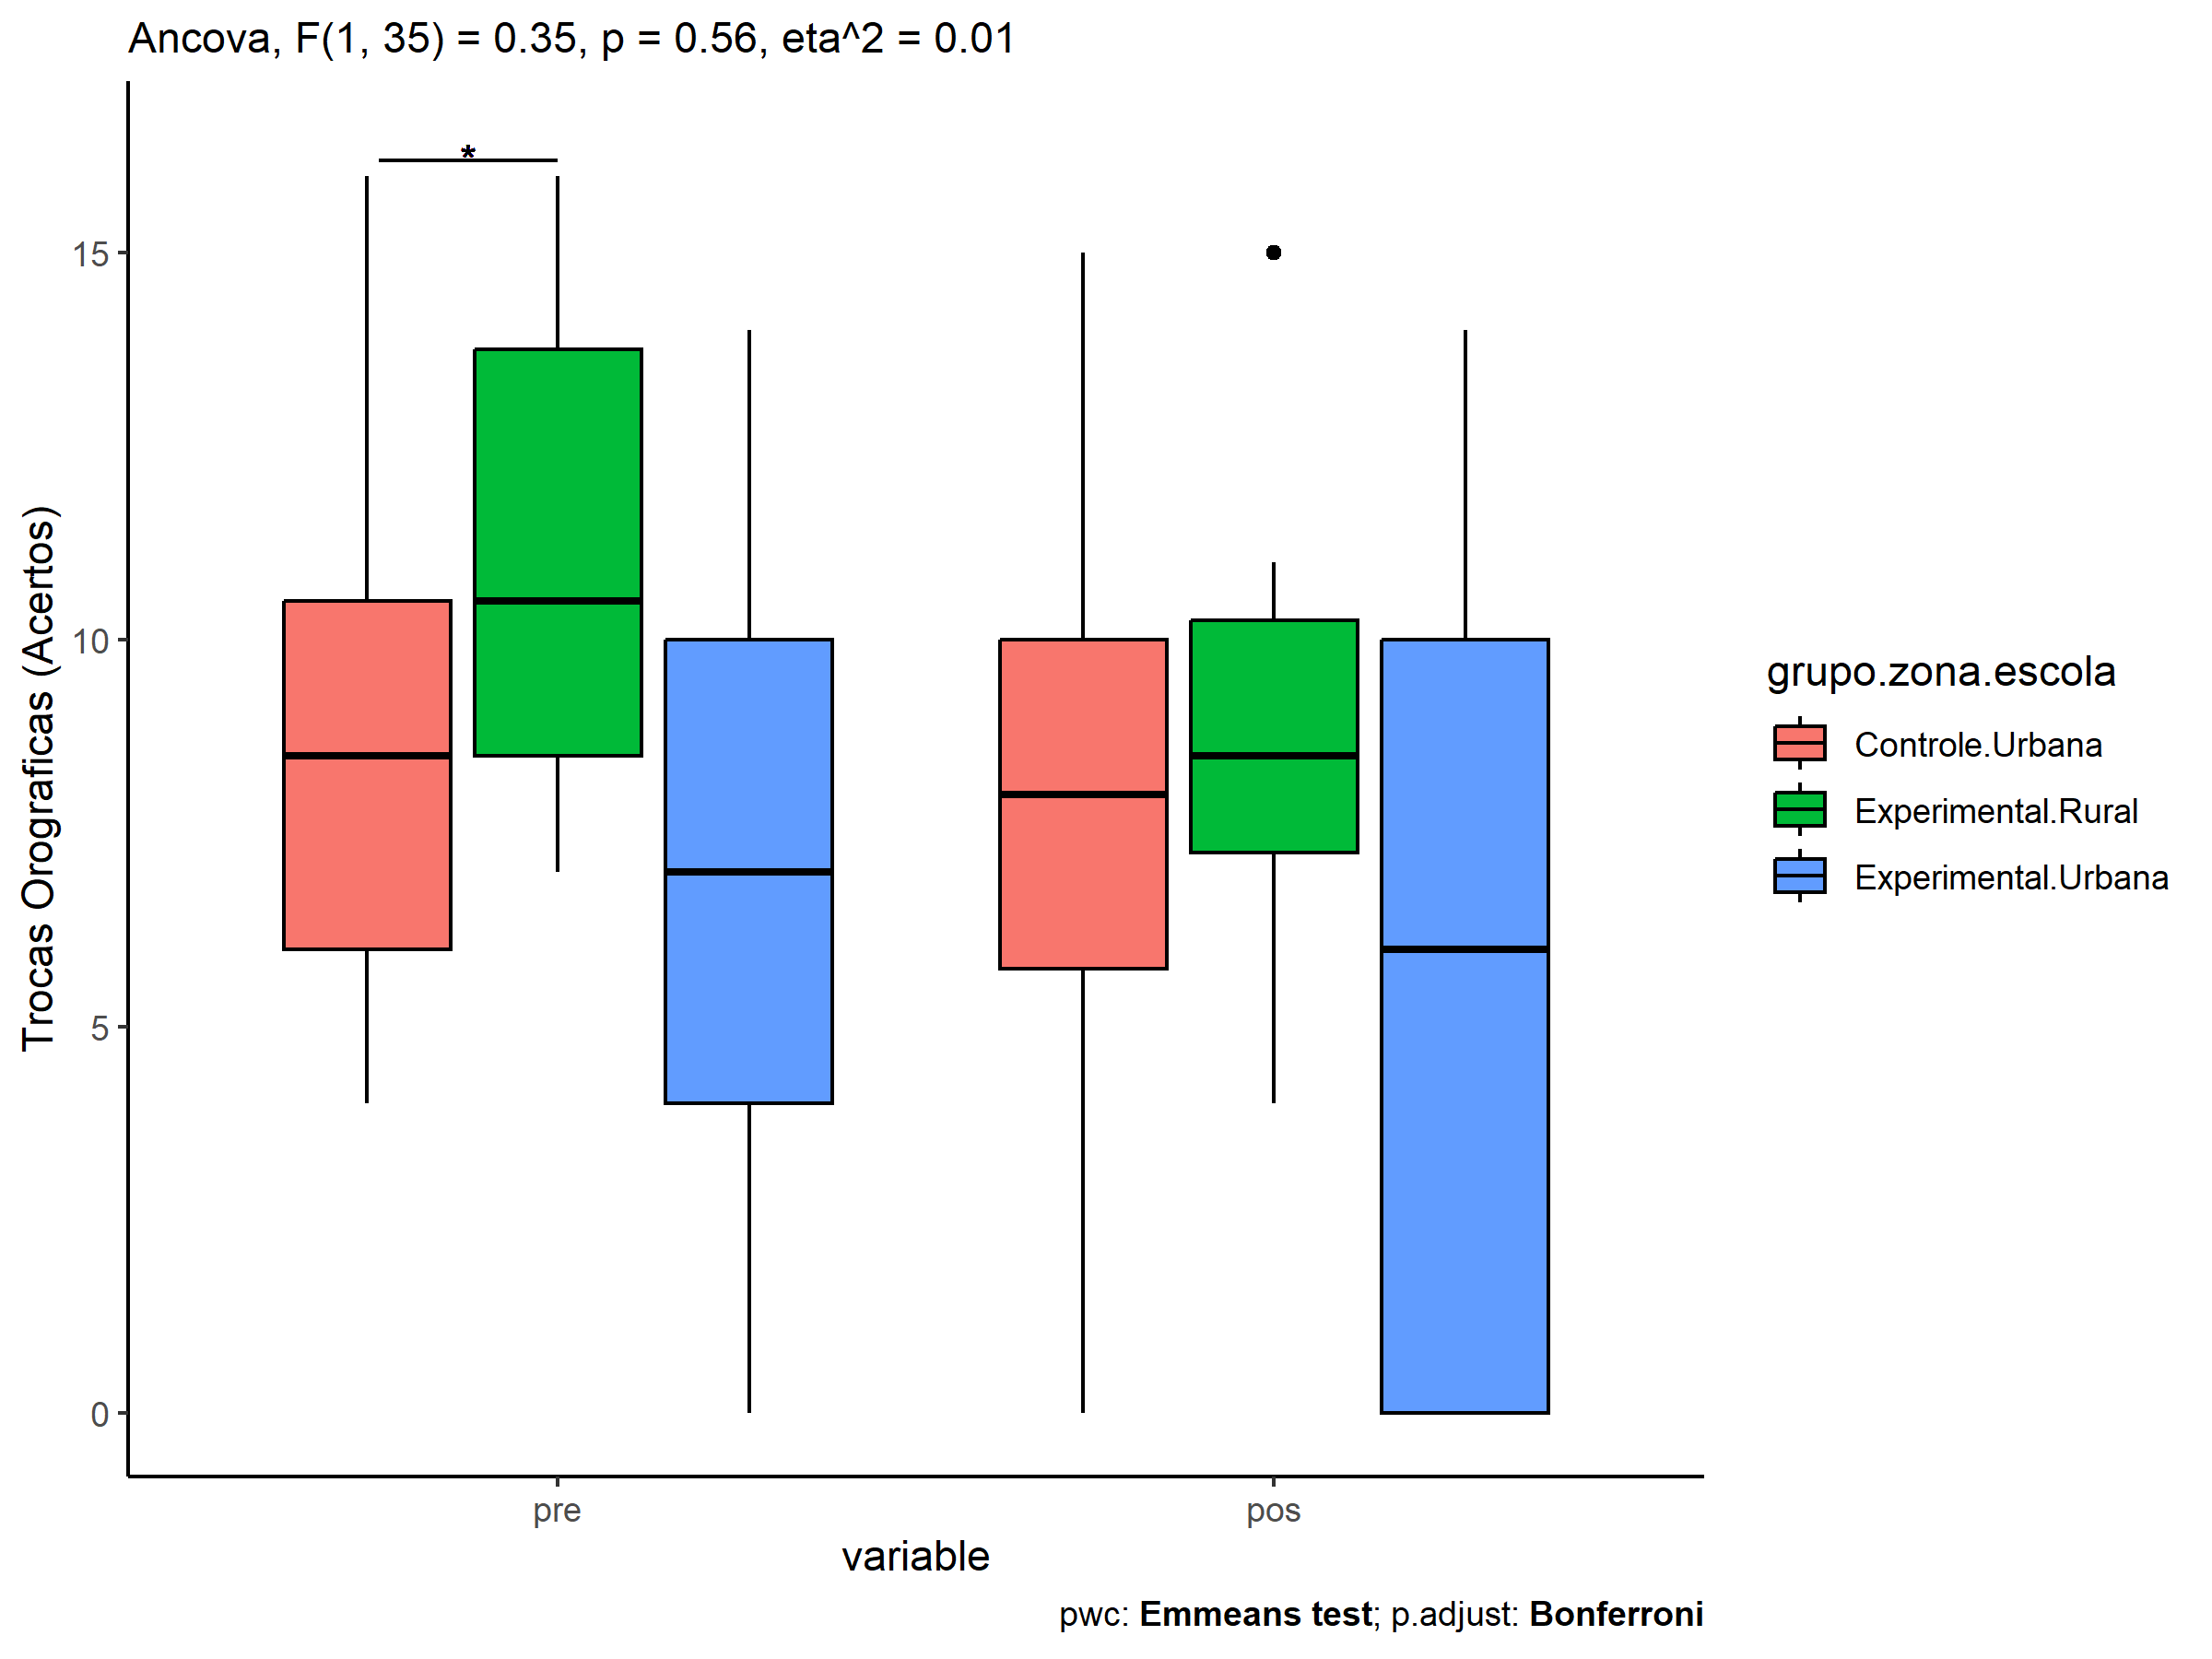 Ancova, F(1, 35) = 0.35, p = 0.56, eta^2 = 0.01
*
15
10
5
0
Trocas Orograficas (Acertos)
pre
pos
variable
grupo.zona.escola
Controle.Urbana
Experimental.Rural
Experimental.Urbana
pwc: Emmeans test; p.adjust: Bonferroni